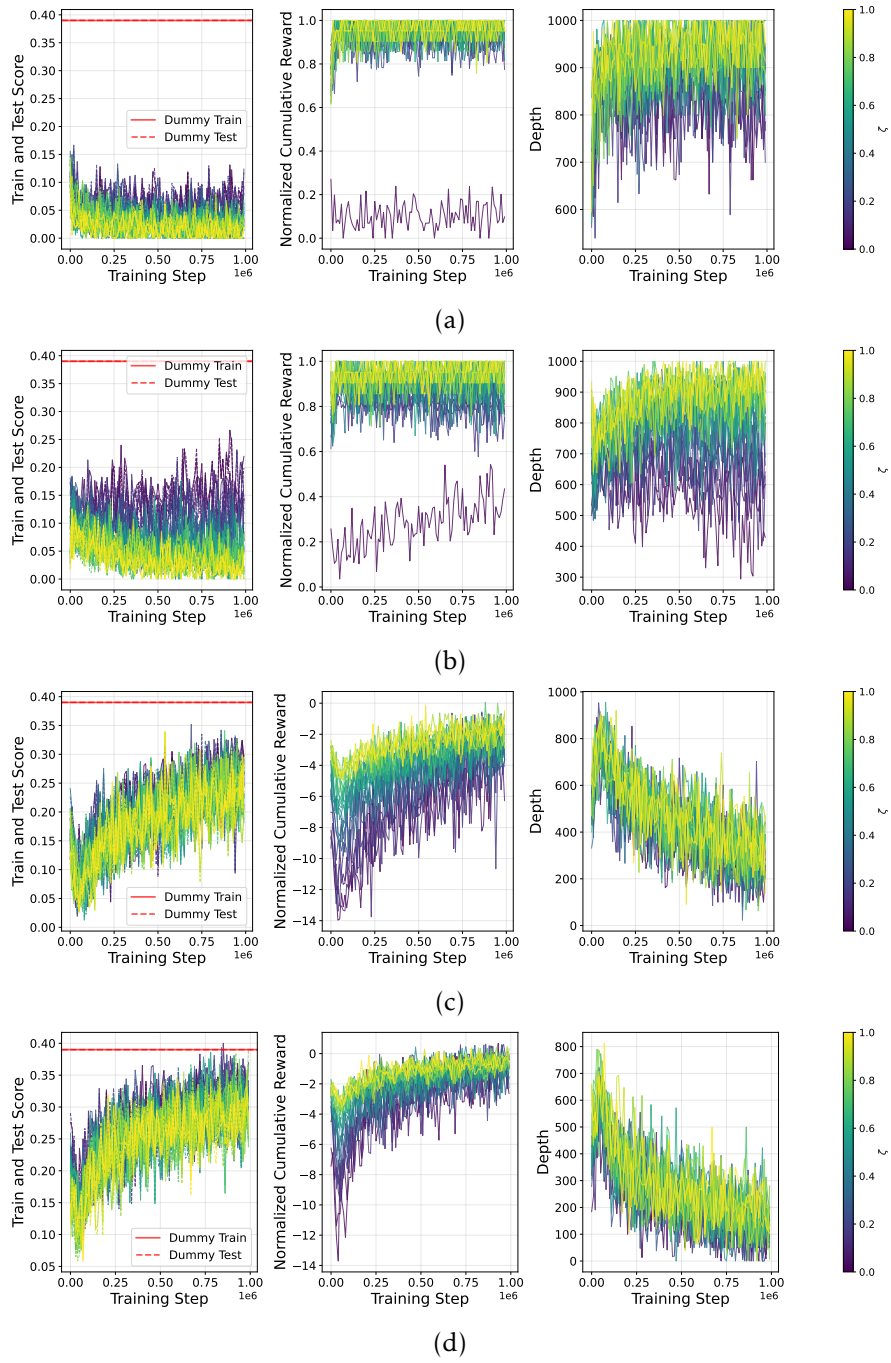 Train and Test Score
0.40
0.35
0.30
0.25
0.20
0.15
0.10
0.05
0.00
Dummy Train
Dummy Test
0.00 0.25 0.50 0.75 1.00
1e6
Training Step
Normalized Cumulative Reward
1.0
0.8
0.6
0.4
0.2
0.0
0.00 0.25 0.50 0.75 1.00
1e6
Training Step
Depth
1000
900
800
700
600
0.00 0.25 0.50 0.75 1.00
1e6
Training Step
1.0
0.8
0.6
0.4
0.2
0.0
ζ
(a)
Train and Test Score
0.40
0.35
0.30
0.25
0.20
0.15
0.10
0.05
0.00
Dummy Train
Dummy Test
0.00 0.25 0.50 0.75 1.00
1e6
Training Step
Normalized Cumulative Reward
1.0
0.8
0.6
0.4
0.2
0.0
0.00 0.25 0.50 0.75 1.00
1e6
Training Step
Depth
1000
900
800
700
600
500
400
300
0.00 0.25 0.50 0.75 1.00
1e6
Training Step
1.0
0.8
0.6
0.4
0.2
0.0
ζ
(b)
Train and Test Score
0.40
0.35
0.30
0.25
0.20
0.15
0.10
0.05
0.00
Dummy Train
Dummy Test
0.00 0.25 0.50 0.75 1.00
1e6
Training Step
Normalized Cumulative Reward
0
−2
−4
−6
−8
−10
−12
−14
0.00 0.25 0.50 0.75 1.00
1e6
Training Step
Depth
1000
800
600
400
200
0
0.00 0.25 0.50 0.75 1.00
1e6
Training Step
1.0
0.8
0.6
0.4
0.2
0.0
ζ
(c)
Train and Test Score
0.40
0.35
0.30
0.25
0.20
0.15
0.10
0.05
Dummy Train
Dummy Test
0.00 0.25 0.50 0.75 1.00
1e6
Training Step
Normalized Cumulative Reward
0
−2
−4
−6
−8
−10
−12
−14
0.00 0.25 0.50 0.75 1.00
1e6
Training Step
Depth
800
700
600
500
400
300
200
100
0
0.00 0.25 0.50 0.75 1.00
1e6
Training Step
1.0
0.8
0.6
0.4
0.2
0.0
ζ
(d)